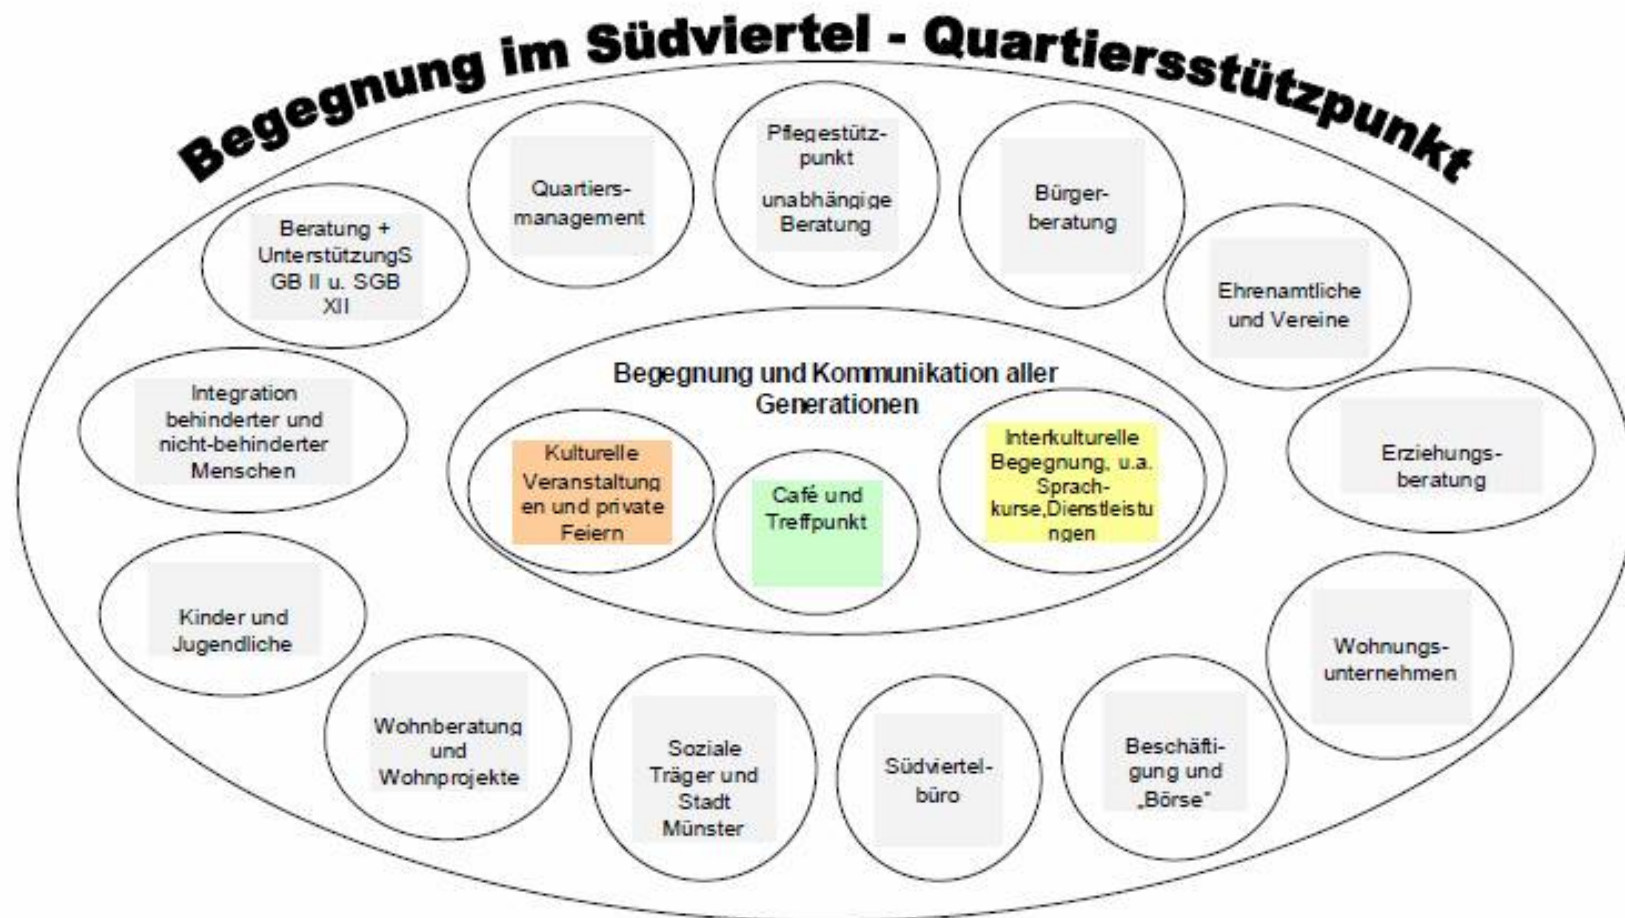 Begegnung im Südviertel - Quartiersstützpunkt
Pflegestütz-
punkt
unabhängige
Beratung
Quartiers-
management
Bürger-
beratung
Beratung +
UnterstützungS
GB II u. SGB
XII
Ehrenamtliche
und Vereine
Begegnung und Kommunikation aller
Generationen
Integration
behinderter und
nicht-behinderter
Menschen
Kulturelle
Veranstaltung
en und private
Feiern
Café und
Treffpunkt
Interkulturelle
Begegnung, u.a.
Sprach-
kurse,Dienstleistu
ngen
Erziehungs-
beratung
Kinder und
Jugendliche
Wohnungs-
unternehmen
Wohnberatung
und
Wohnprojekte
Soziale
Träger und
Stadt
Münster
Südviertel-
büro
Beschäfti-
gung und
„Börse“